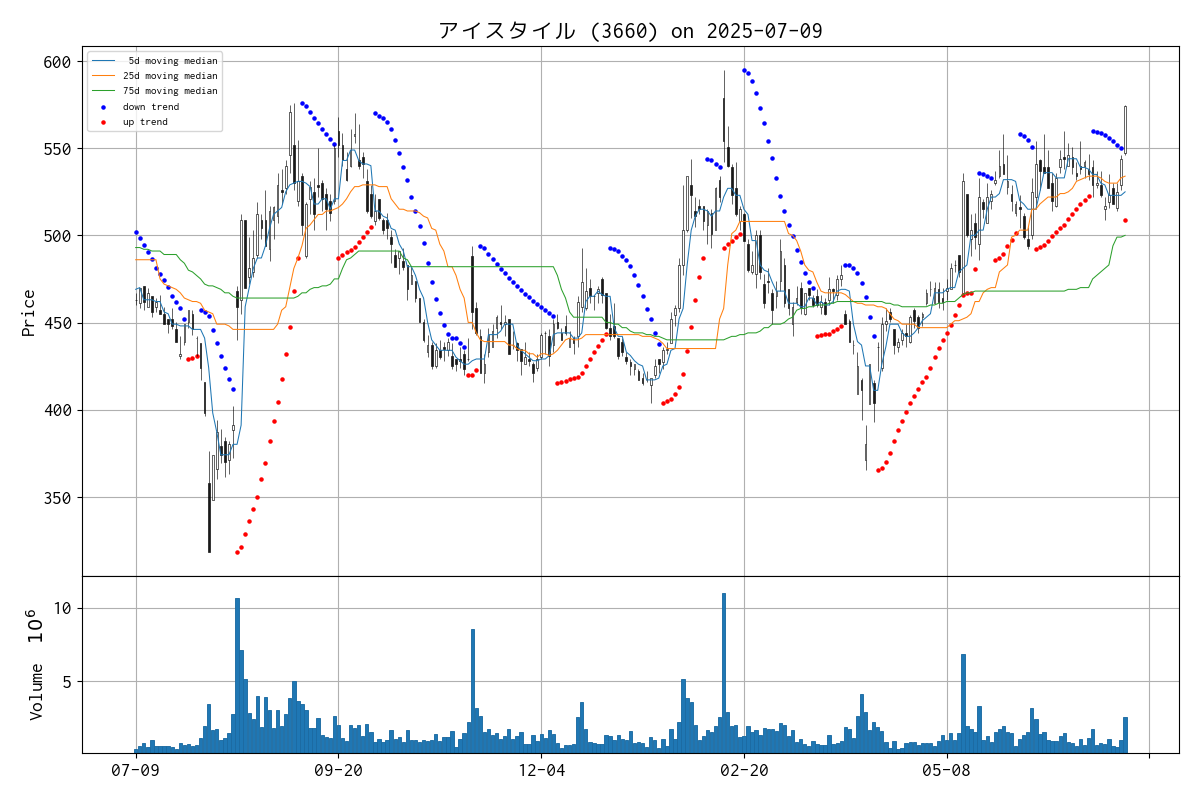 アイスタイル (3660) on 2025-07-09
600
550
500
450
400
350
Price
5d moving median
25d moving median
75d moving median
down trend
up trend
10
5
Volume 10^6
07-09
09-20
12-04
02-20
05-08